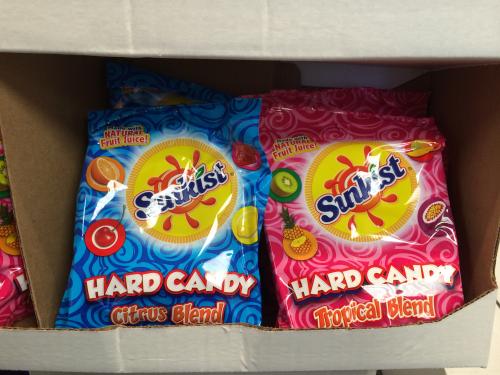 Made with
NATURAL
Fruit Juice!
Sunkist
HARD CANDY
Citrus Blend
Made with
NATURAL
Fruit Juice!
Sunkist
HARD CANDY
Tropical Blend